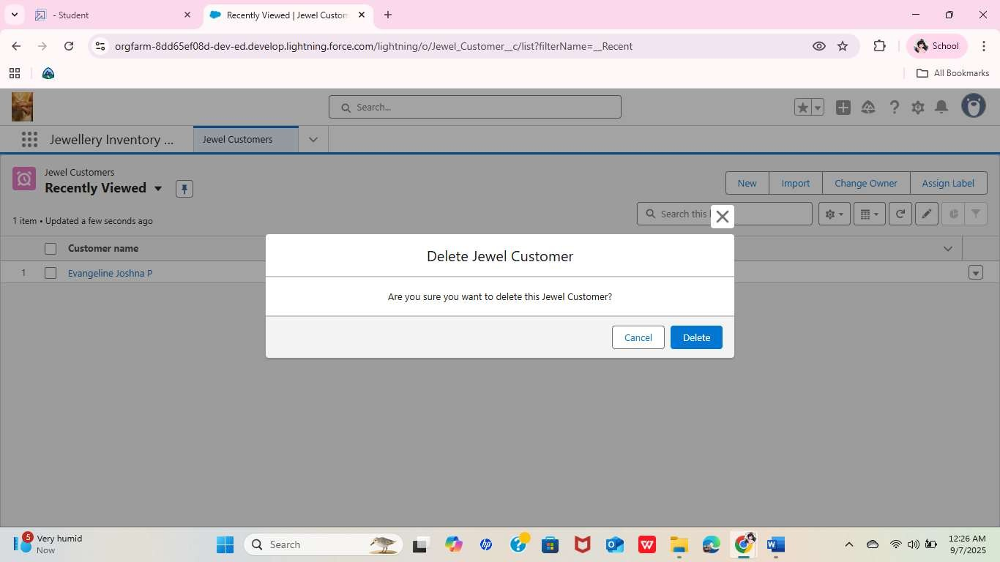 - Student
Recently Viewed | Jewel Custom
orgfarm-8dd65ef08d-dev-ed.develop.lightning.force.com/lightning/o/Jewel_Customer__c/list?filterName=__Recent
School
All Bookmarks
Search...
Jewellery Inventory ...
Jewel Customers
Jewel Customers
Recently Viewed
New
Import
Change Owner
Assign Label
1 item • Updated a few seconds ago
Search this
Customer name
1
Evangeline Joshna P
Delete Jewel Customer
Are you sure you want to delete this Jewel Customer?
Cancel
Delete
5
Very humid
Now
Search
12:26 AM
9/7/2025